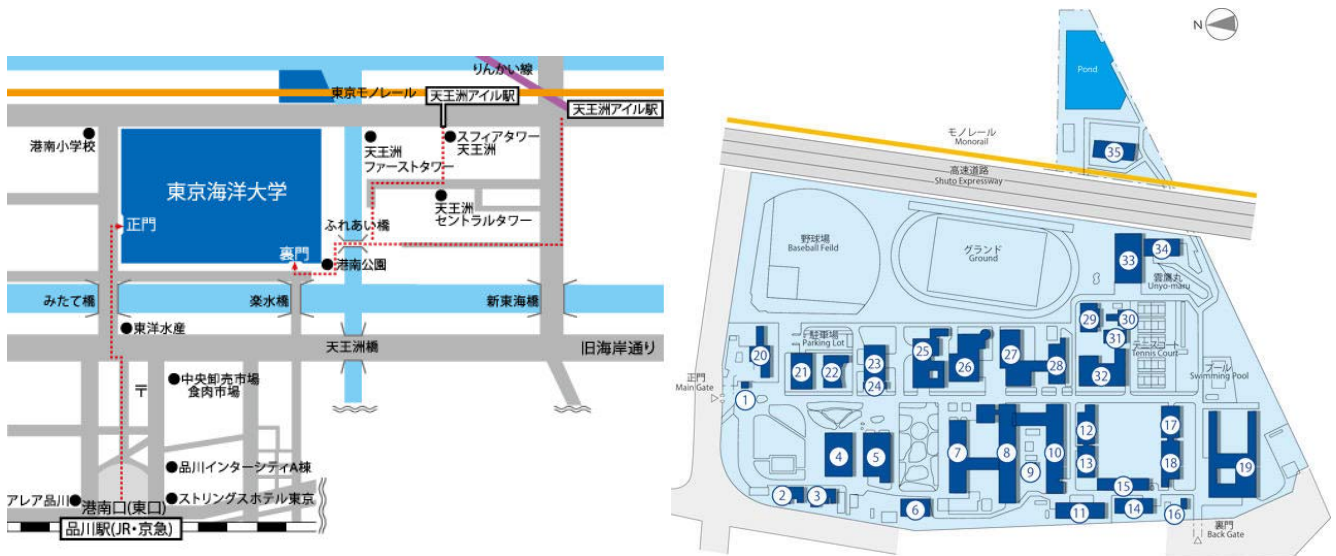 りんかい線
東京モノレール
天王洲アイル駅
天王洲アイル駅
港南小学校
天王洲
ファーストタワー
スフィアタワー
天王洲
東京海洋大学
天王洲
セントラルタワー
正門
ふれあい橋
裏門
港南公園
みたて橋
楽水橋
新東海橋
東洋水産
天王洲橋
旧海岸通り
〒
中央卸売市場
食肉市場
品川インターシティA棟
アレア品川
ストリングスホテル東京
港南口(東口)
品川駅(JR・京急)
N
Pond
モノレール
Monorail
高速道路
Shuto Expressway
35
野球場
Baseball Feild
グランド
Ground
33
34
雲鷹丸
Unyo-maru
29
30
31
駐車場
Parking Lot
テニスコート
Tennis Court
20
21
22
23
24
25
26
27
28
32
プール
Swimming Pool
正門
Main Gate
1
12
17
4
5
7
8
9
10
13
18
19
2
3
6
11
15
14
16
裏門
Back Gate